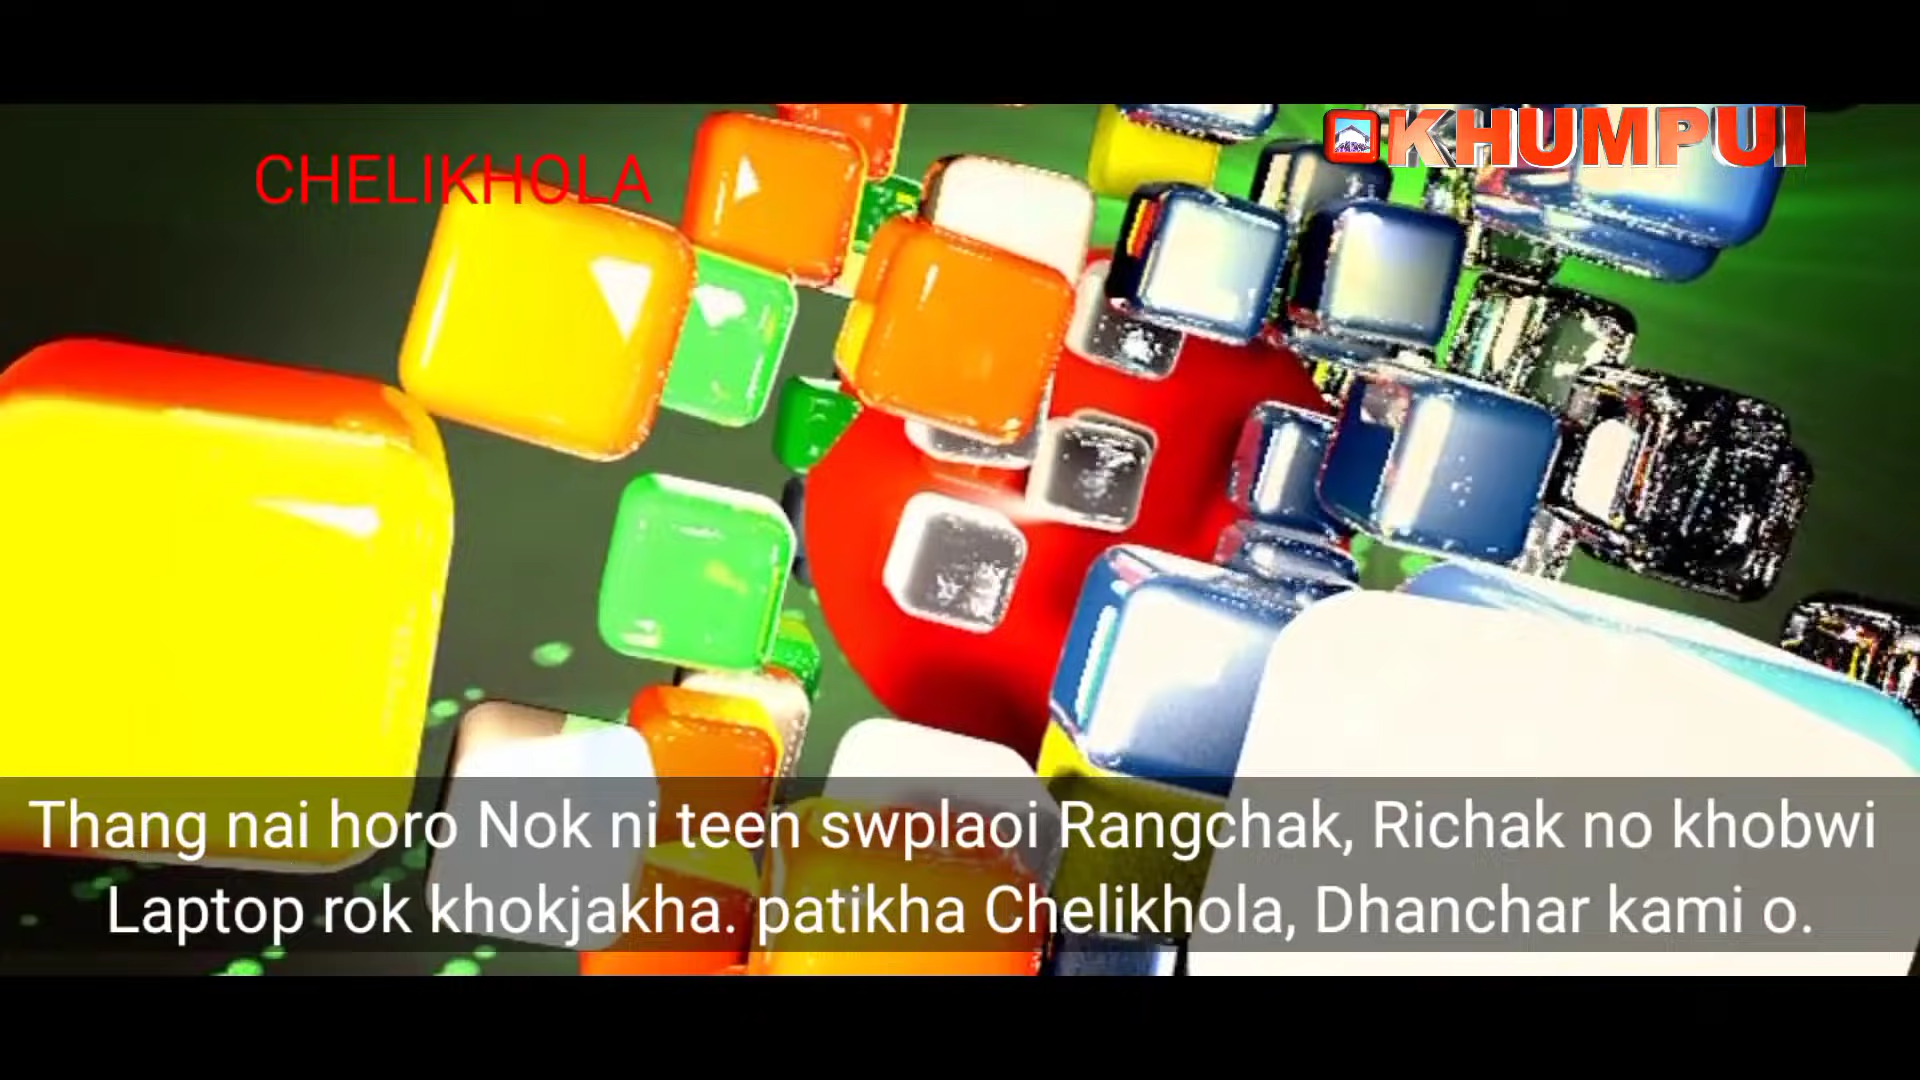 KHUMPUI
CHELIKHOLA
Thang nai horo Nok ni teen swplaoi Rangchak, Richak no khobwi
Laptop rok khokjakha. patikha Chelikhola, Dhanchar kami o.